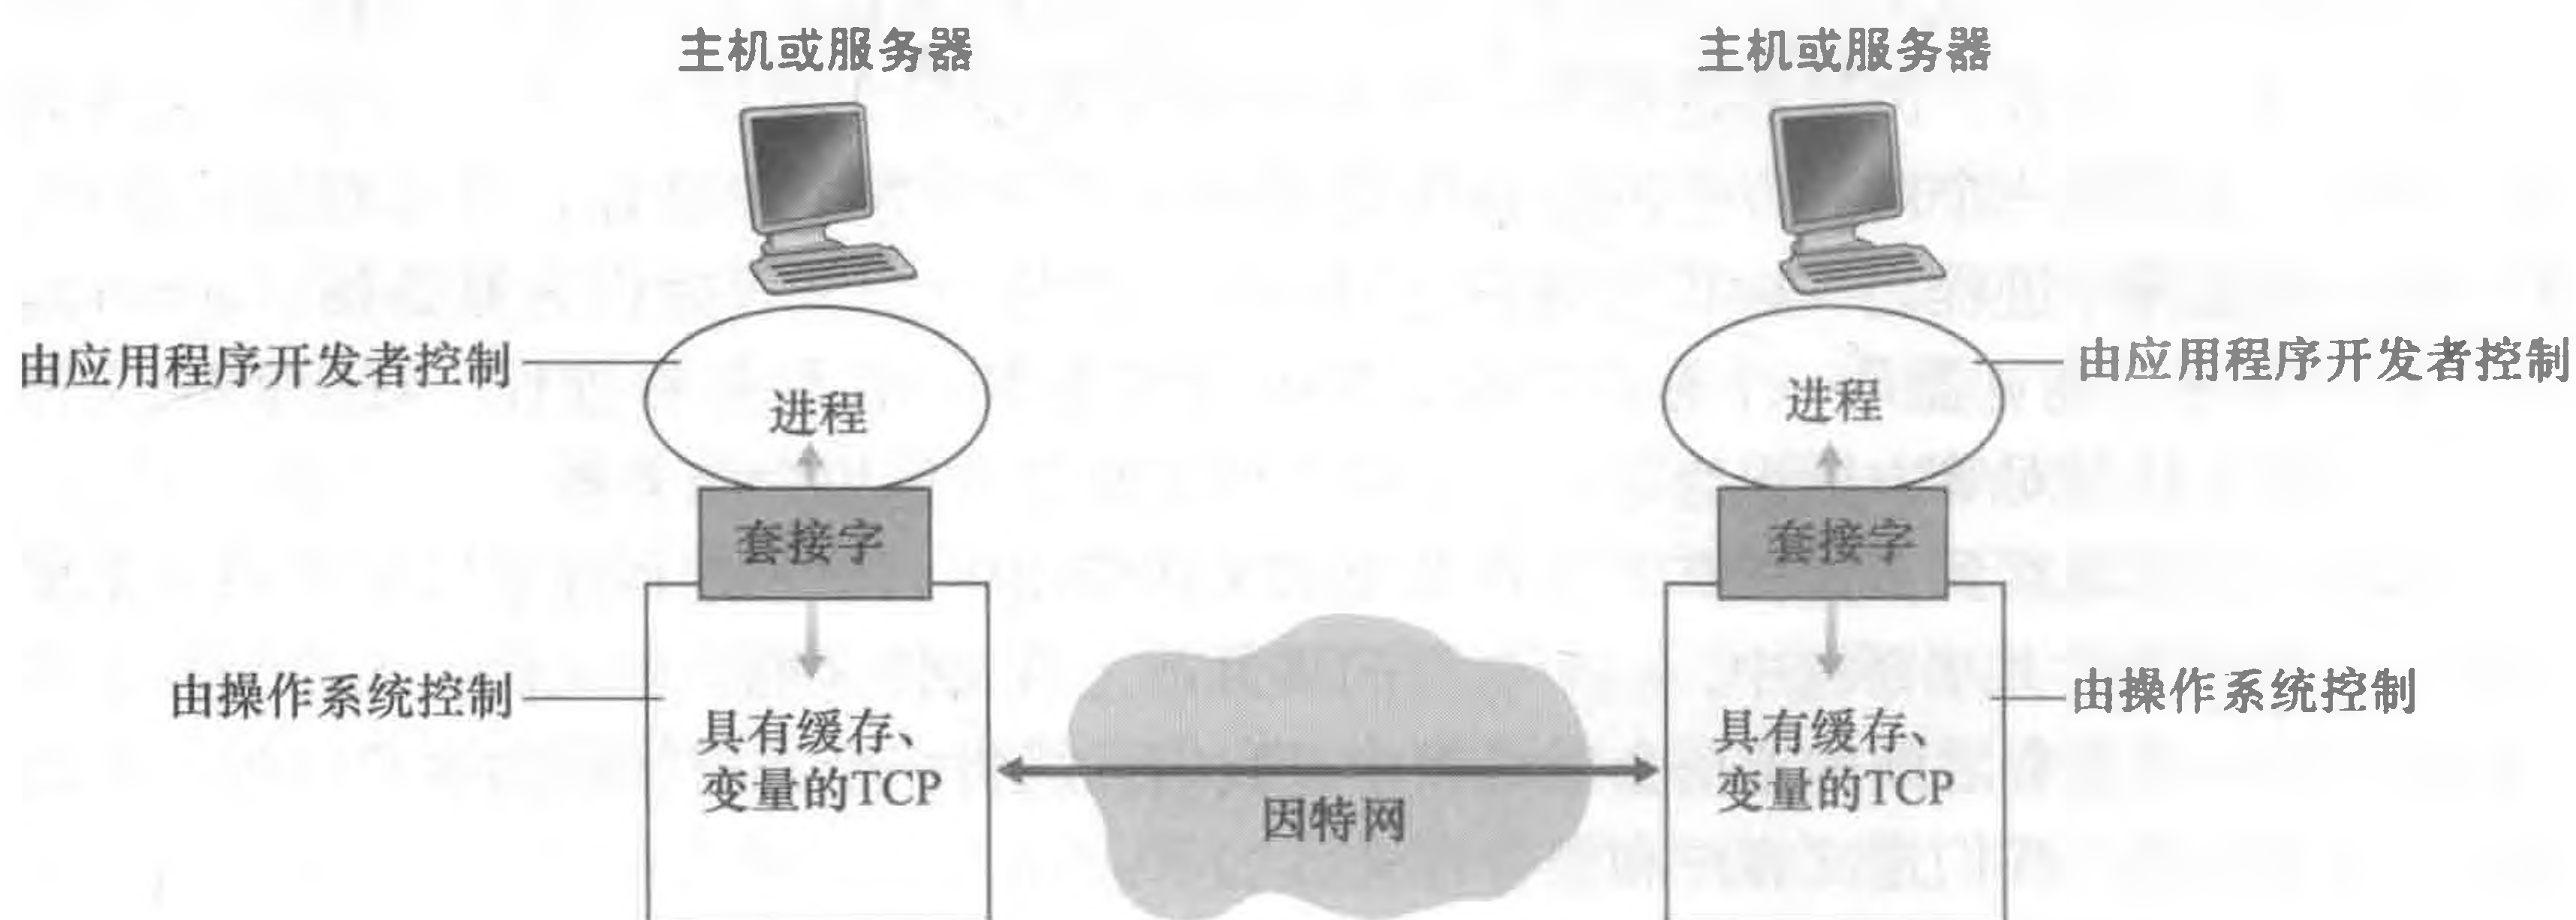 主机或服务器
主机或服务器
由应用程序开发者控制
进程
进程
由应用程序开发者控制
套接字
套接字
由操作系统控制
具有缓存、
变量的TCP
因特网
具有缓存、
变量的TCP
由操作系统控制